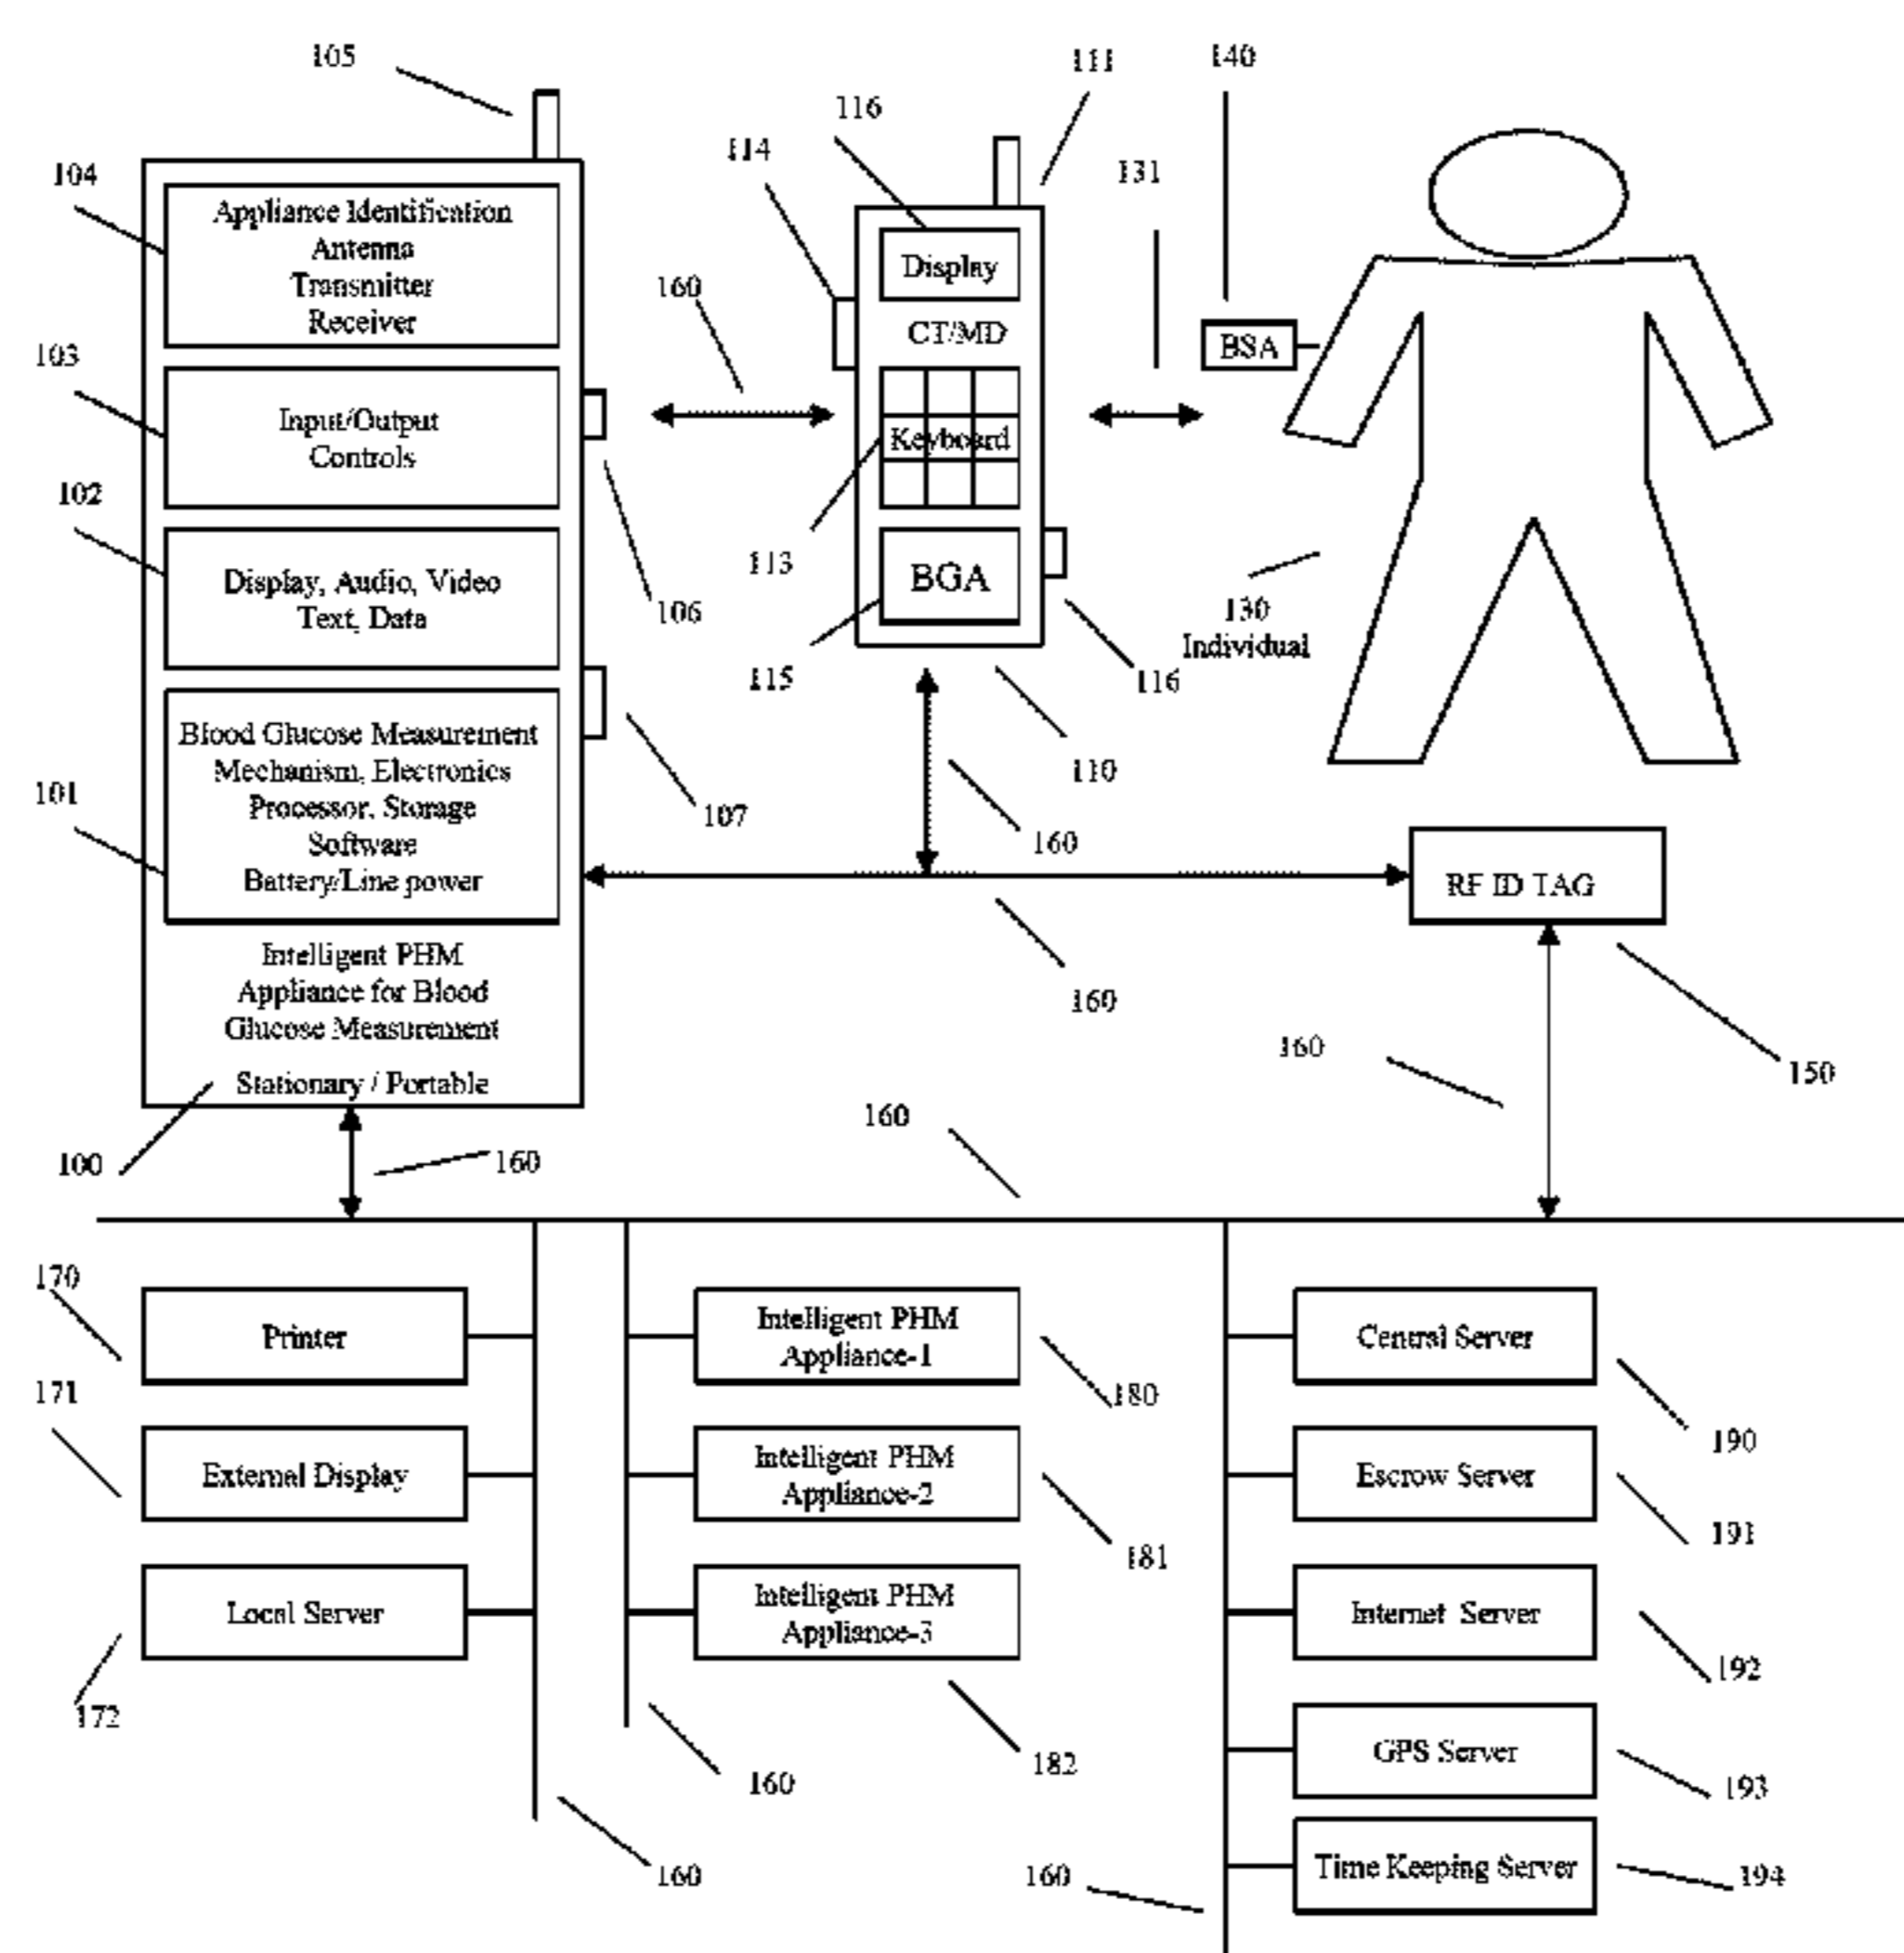 105
111
140
116
114
104
131
Appliance Identification
Antenna
Transmitter
Receiver
Display
160
CT/MD
BSA
103
Input/Output
Controls
Keyboard
102
113
Display, Audio, Video
Text, Data
BGA
106
130
Individual
115
116
Blood Glucose Measurement
Mechanism, Electronics
Processor, Storage
Software
Battery/Line power
101
110
107
160
RF ID TAG
Intelligent PHM
Appliance for Blood
Glucose Measurement
160
160
150
Stationary / Portable
160
100
160
170
Printer
Intelligent PHM
Appliance-1
Central Server
171
180
190
External Display
Intelligent PHM
Appliance-2
Escrow Server
181
191
Local Server
Intelligent PHM
Appliance-3
Internet Server
192
172
182
160
GPS Server
193
160
160
Time Keeping Server
194